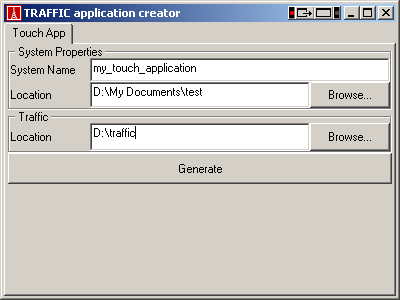 TRAFFIC application creator
Touch App
System Properties
System Name my_touch_application
Location D:\My Documents\test Browse...
Traffic
Location D:\traffic Browse...
Generate